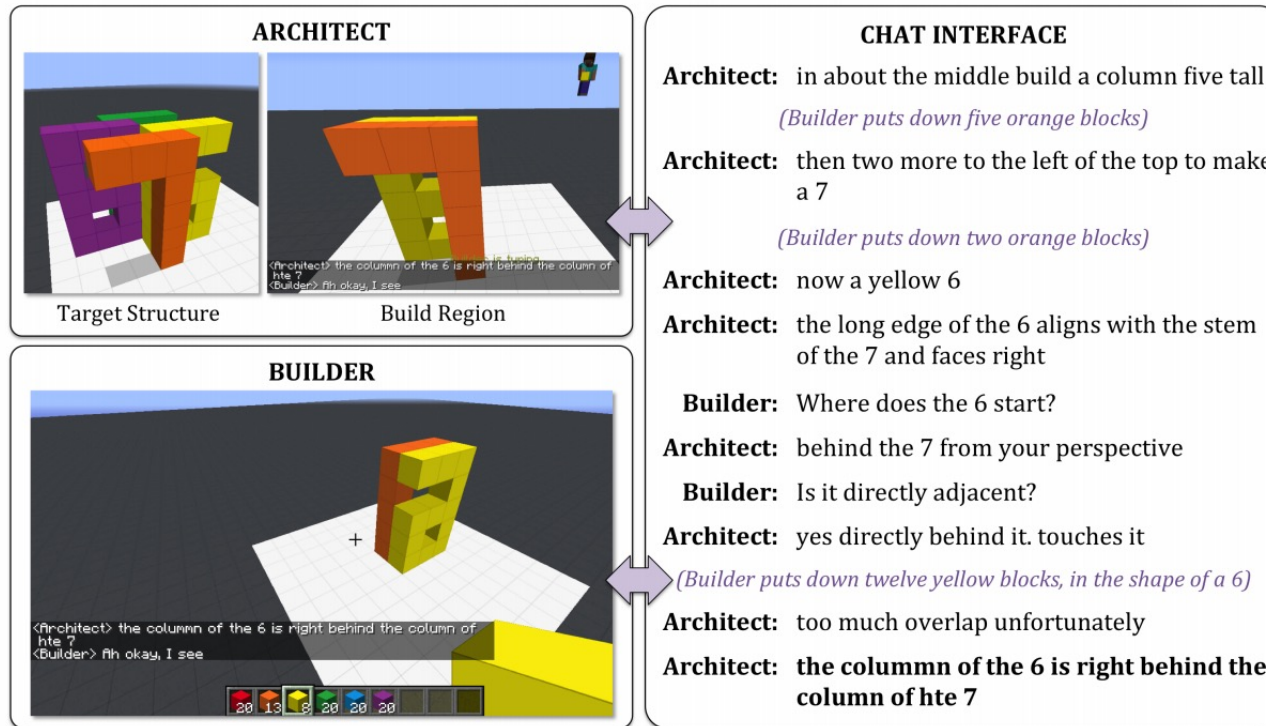 ARCHITECT
is typing
<Architect> the colummn of the 6 is right behind the column of
hte 7
<Builder> Ah okay, I see
Target Structure
Build Region
BUILDER
<Architect> the colummn of the 6 is right behind the column of
hte 7
<Builder> Ah okay, I see
20 13 8 20 20 20
CHAT INTERFACE
Architect: in about the middle build a column five tall
(Builder puts down five orange blocks)
Architect: then two more to the left of the top to make
a 7
(Builder puts down two orange blocks)
Architect: now a yellow 6
Architect: the long edge of the 6 aligns with the stem
of the 7 and faces right
Builder: Where does the 6 start?
Architect: behind the 7 from your perspective
Builder: Is it directly adjacent?
Architect: yes directly behind it. touches it
(Builder puts down twelve yellow blocks, in the shape of a 6)
Architect: too much overlap unfortunately
Architect: the colummn of the 6 is right behind the
column of hte 7